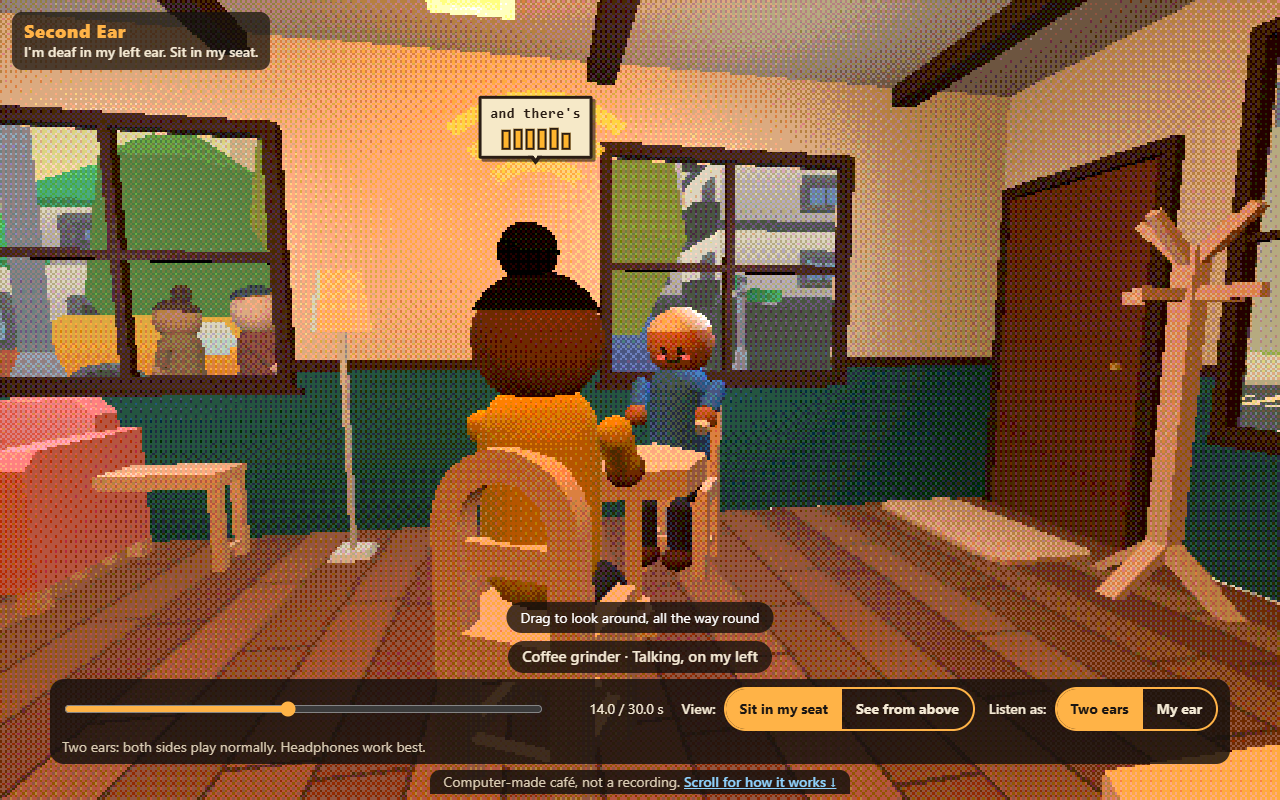 Second Ear
I'm deaf in my left ear. Sit in my seat.
and there's
Drag to look around, all the way round
Coffee grinder · Talking, on my left
14.0 / 30.0 s View: Sit in my seat See from above Listen as: Two ears My ear
Two ears: both sides play normally. Headphones work best.
Computer-made café, not a recording. Scroll for how it works ↓